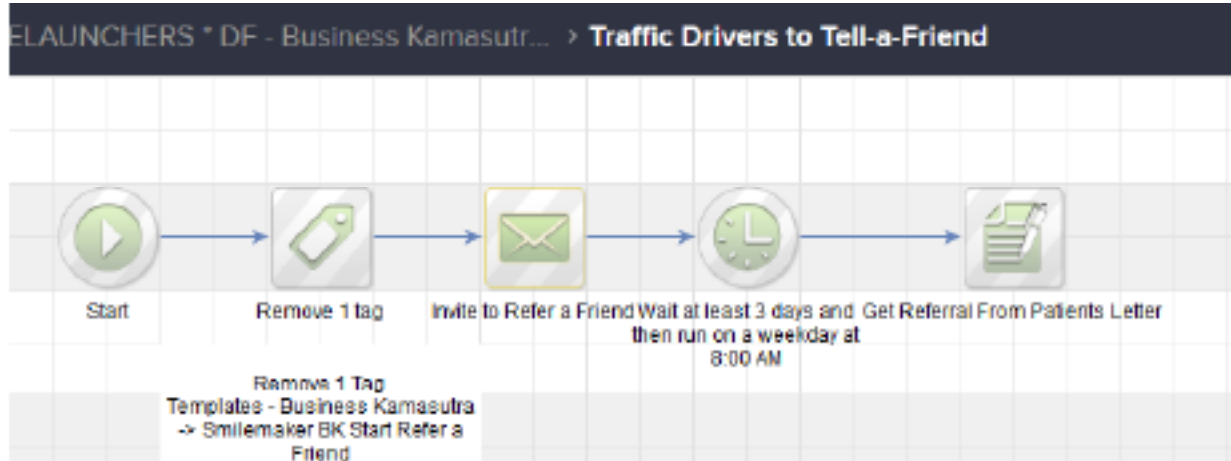 ELAUNCHERS * DF - Business Kamasutr... > Traffic Drivers to Tell-a-Friend
Start
Remove 1 tag
Invite to Refer a Friend
Wait at least 3 days and
then run on a weekday at
8:00 AM
Get Referral From Patients Letter
Remove 1 Tag
Templates - Business Kamasutra
-> Smilemaker BK Start Refer a
Friend